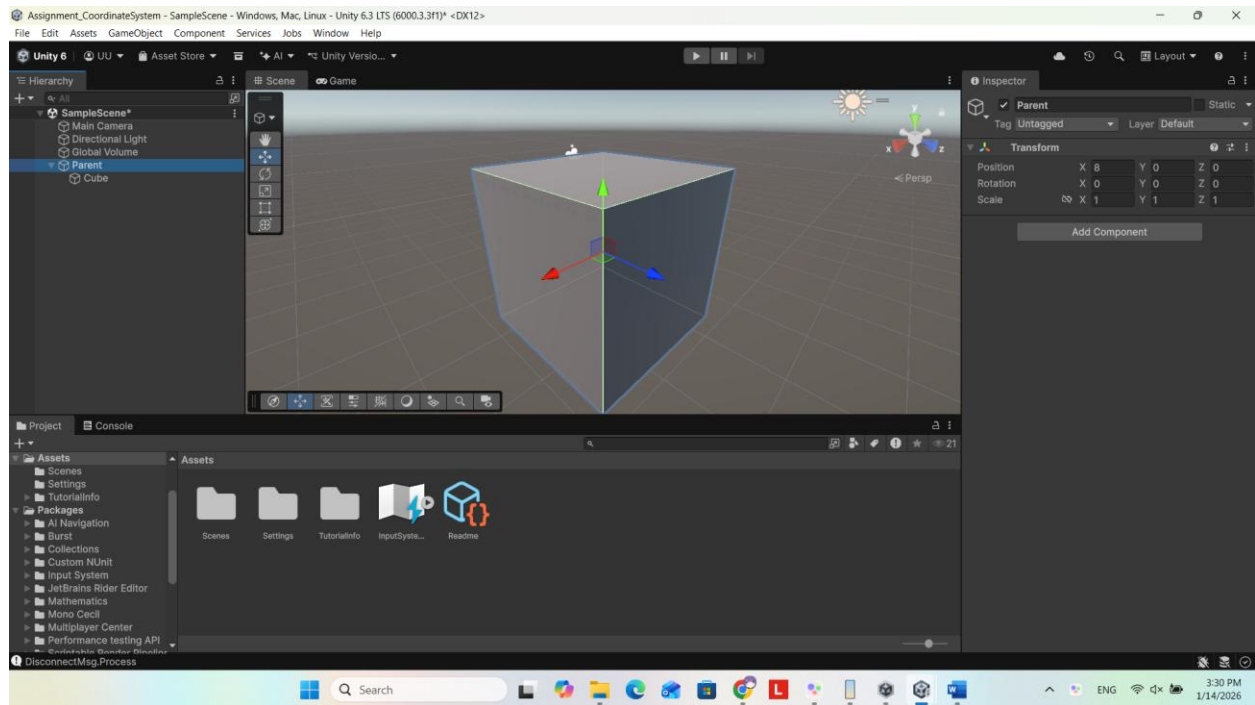 Assignment_CoordinateSystem - SampleScene - Windows, Mac, Linux - Unity 6.3 LTS (6000.3.3f1)* <DX12>
File Edit Assets GameObject Component Services Jobs Window Help
Unity 6 UU Asset Store AI Unity Versio... Layout
Hierarchy
All
SampleScene*
Main Camera
Directional Light
Global Volume
Parent
Cube
Scene Game
y
x z
Persp
Inspector
Parent Static
Tag Untagged Layer Default
Transform
Position X 8 Y 0 Z 0
Rotation X 0 Y 0 Z 0
Scale X 1 Y 1 Z 1
Add Component
Project Console
21
Assets
Scenes
Settings
TutorialInfo
Packages
AI Navigation
Burst
Collections
Custom NUnit
Input System
JetBrains Rider Editor
Mathematics
Mono Cecil
Multiplayer Center
Performance testing API
Scriptable Render Pipeline
Assets
Scenes Settings TutorialInfo InputSyste... Readme
DisconnectMsg.Process
Search
ENG
3:30 PM
1/14/2026